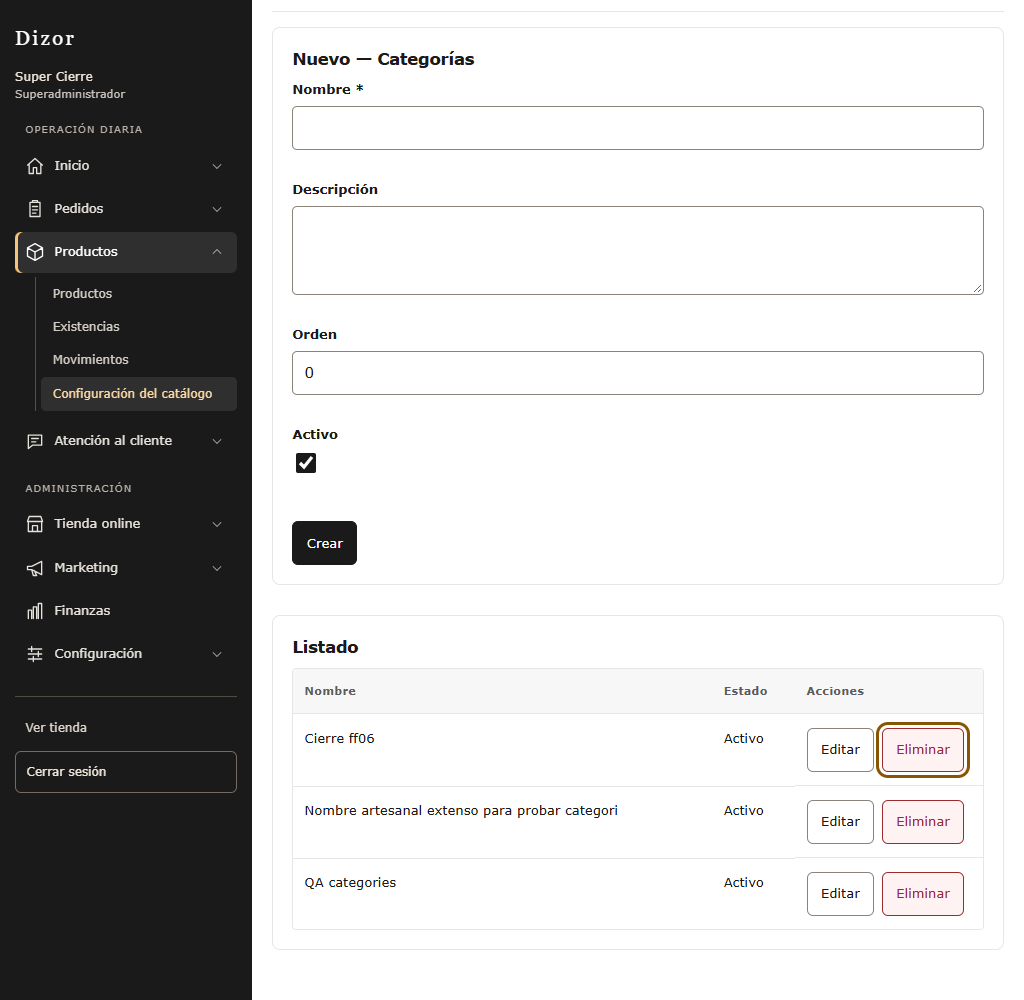 Dizor
Super Cierre
Superadministrador
OPERACIÓN DIARIA
Inicio
Pedidos
Productos
Productos
Existencias
Movimientos
Configuración del catálogo
Atención al cliente
ADMINISTRACIÓN
Tienda online
Marketing
Finanzas
Configuración
Ver tienda
Cerrar sesión
Nuevo — Categorías
Nombre *
Descripción
Orden
0
Activo
Crear
Listado
Nombre Estado Acciones
Cierre ff06 Activo Editar Eliminar
Nombre artesanal extenso para probar categori Activo Editar Eliminar
QA categories Activo Editar Eliminar